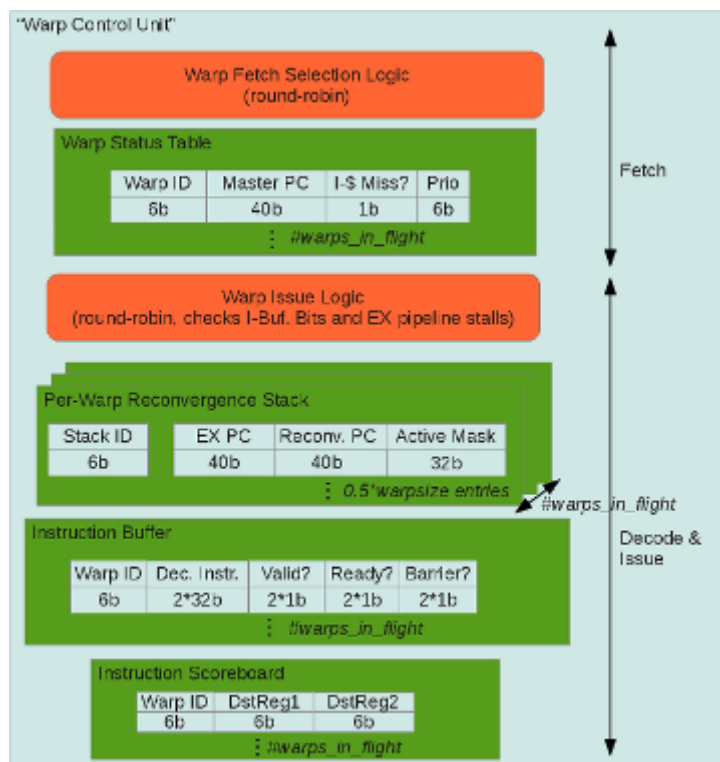 "Warp Control Unit"
Warp Fetch Selection Logic
(round-robin)
Warp Status Table
Warp ID Master PC I-$ Miss? Prio
6b 40b 1b 6b
⋮ #warps_in_flight
Fetch
Warp Issue Logic
(round-robin, checks I-Buf. Bits and EX pipeline stalls)
Per-Warp Reconvergence Stack
Stack ID EX PC Reconv. PC Active Mask
6b 40b 40b 32b
⋮ 0.5*warpsize entries
#warps_in_flight
Decode &
Issue
Instruction Buffer
Warp ID Dec. Instr. Valid? Ready? Barrier?
6b 2*32b 2*1b 2*1b 2*1b
⋮ #warps_in_flight
Instruction Scoreboard
Warp ID DstReg1 DstReg2
6b 6b 6b
⋮ #warps_in_flight